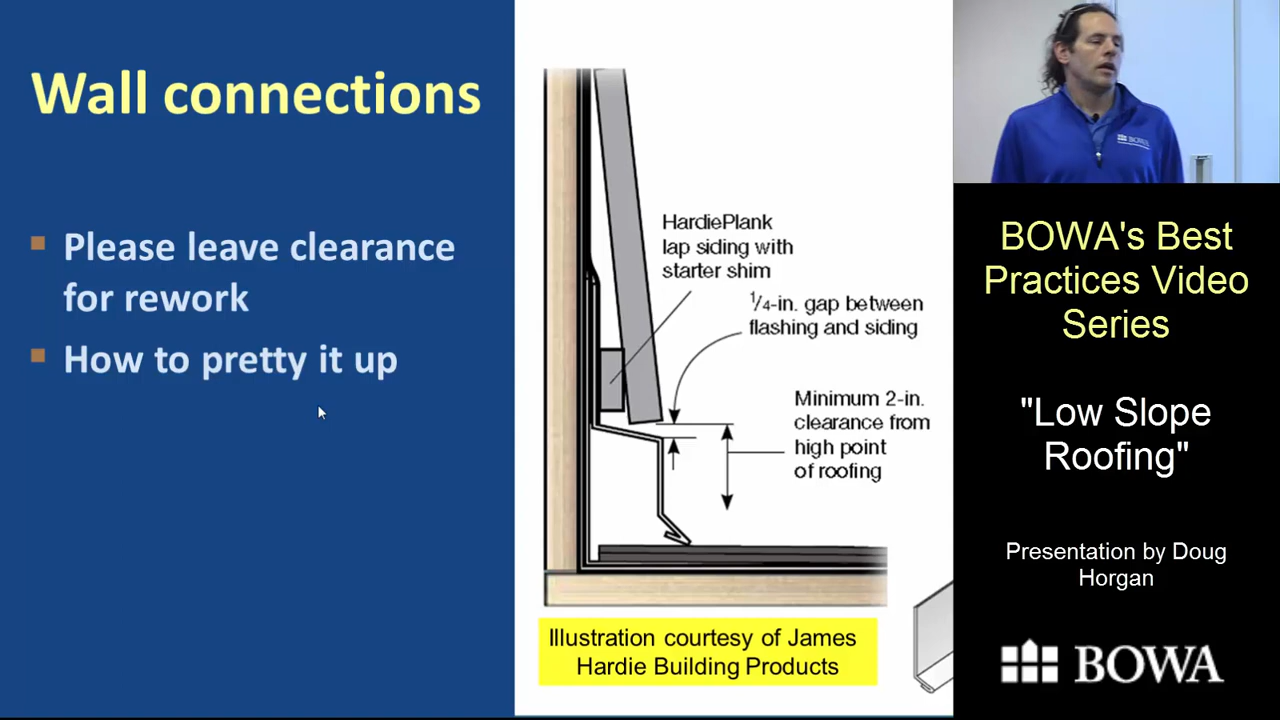 Wall connections
Please leave clearance
for rework
How to pretty it up
HardiePlank
lap siding with
starter shim
1/4-in. gap between
flashing and siding
Minimum 2-in.
clearance from
high point
of roofing
Illustration courtesy of James
Hardie Building Products
BOWA
BOWA's Best
Practices Video
Series
"Low Slope
Roofing"
Presentation by Doug
Horgan
BOWA